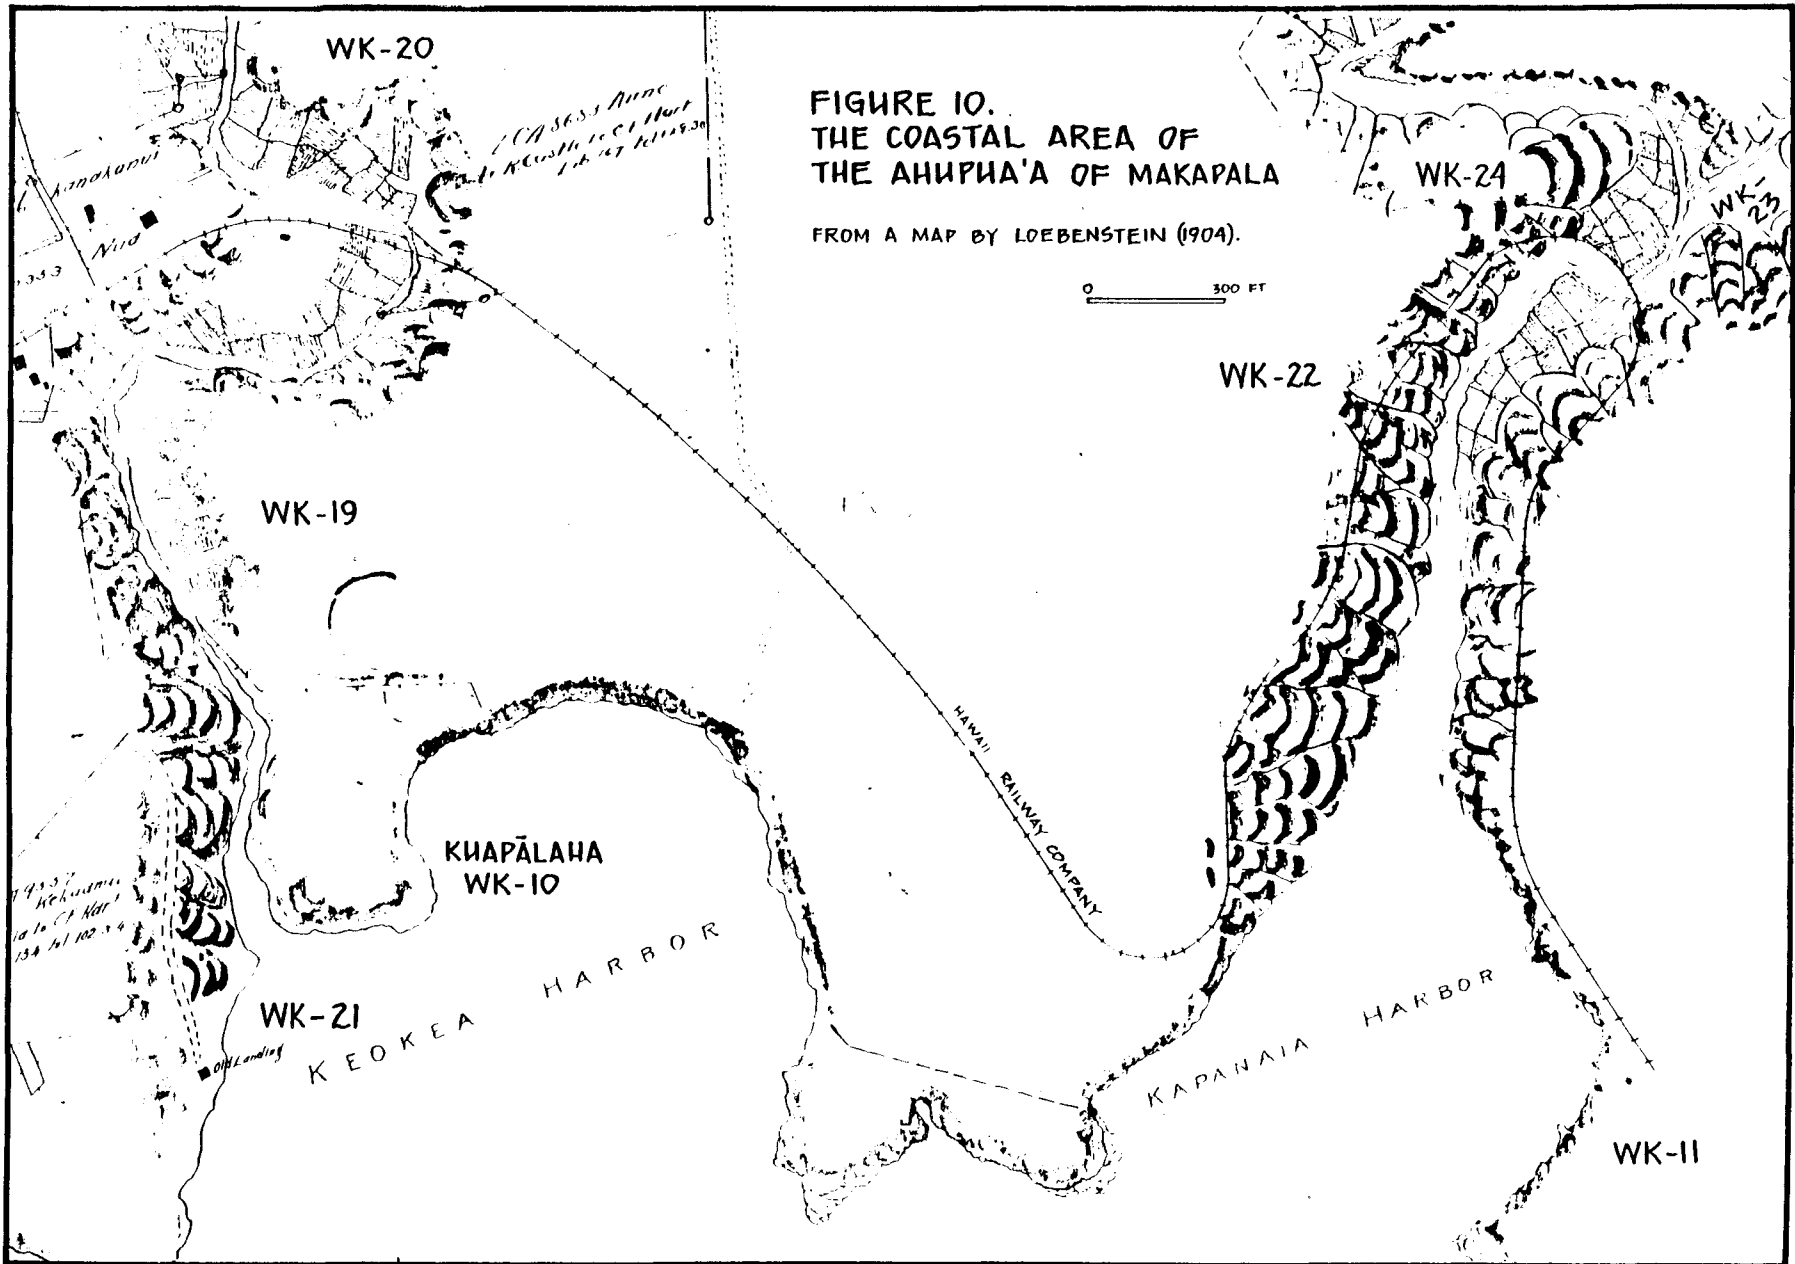 WK-20
FIGURE 10.
THE COASTAL AREA OF
THE AHUPUA'A OF MAKAPALA
FROM A MAP BY LOEBENSTEIN (1904).
0 300 FT
WK-24
WK-23
WK-22
WK-19
HAWAII RAILWAY COMPANY
KUAPĀLAHA
WK-10
KEOKEA HARBOR
KAPANAIA HARBOR
WK-21
Old Landing
WK-11